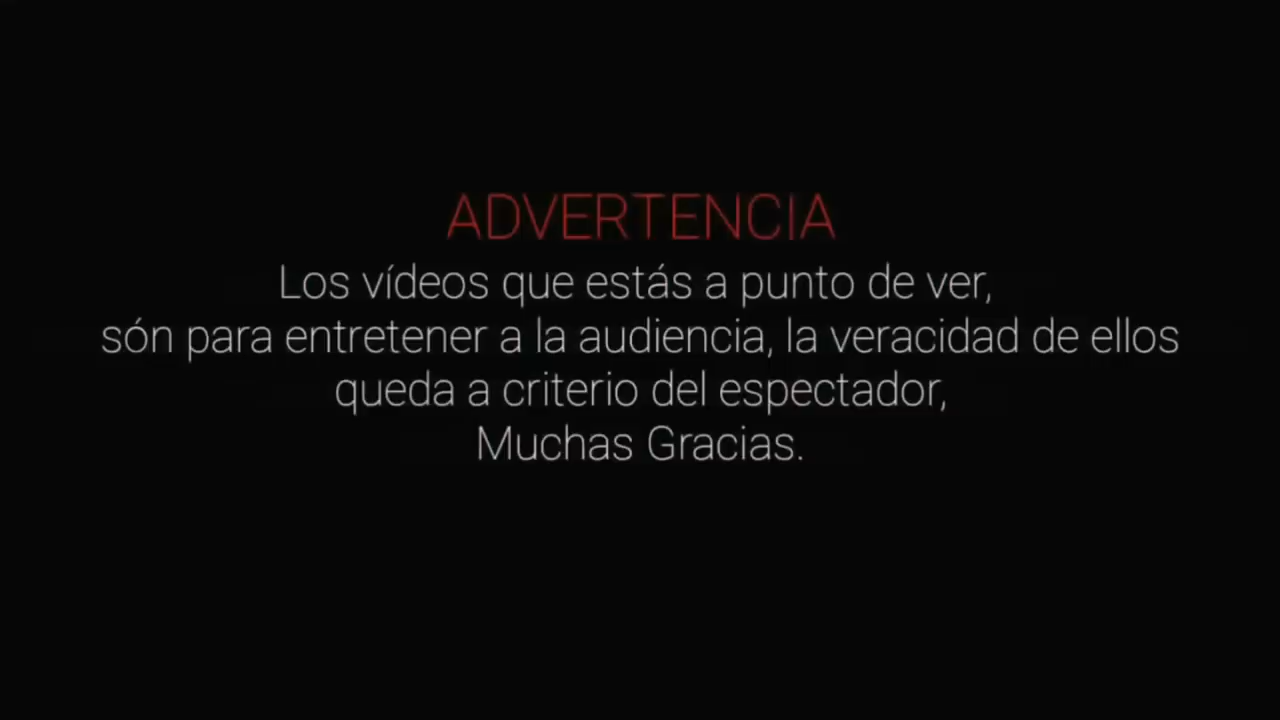 ADVERTENCIA
Los vídeos que estás a punto de ver,
són para entretener a la audiencia, la veracidad de ellos
queda a criterio del espectador,
Muchas Gracias.